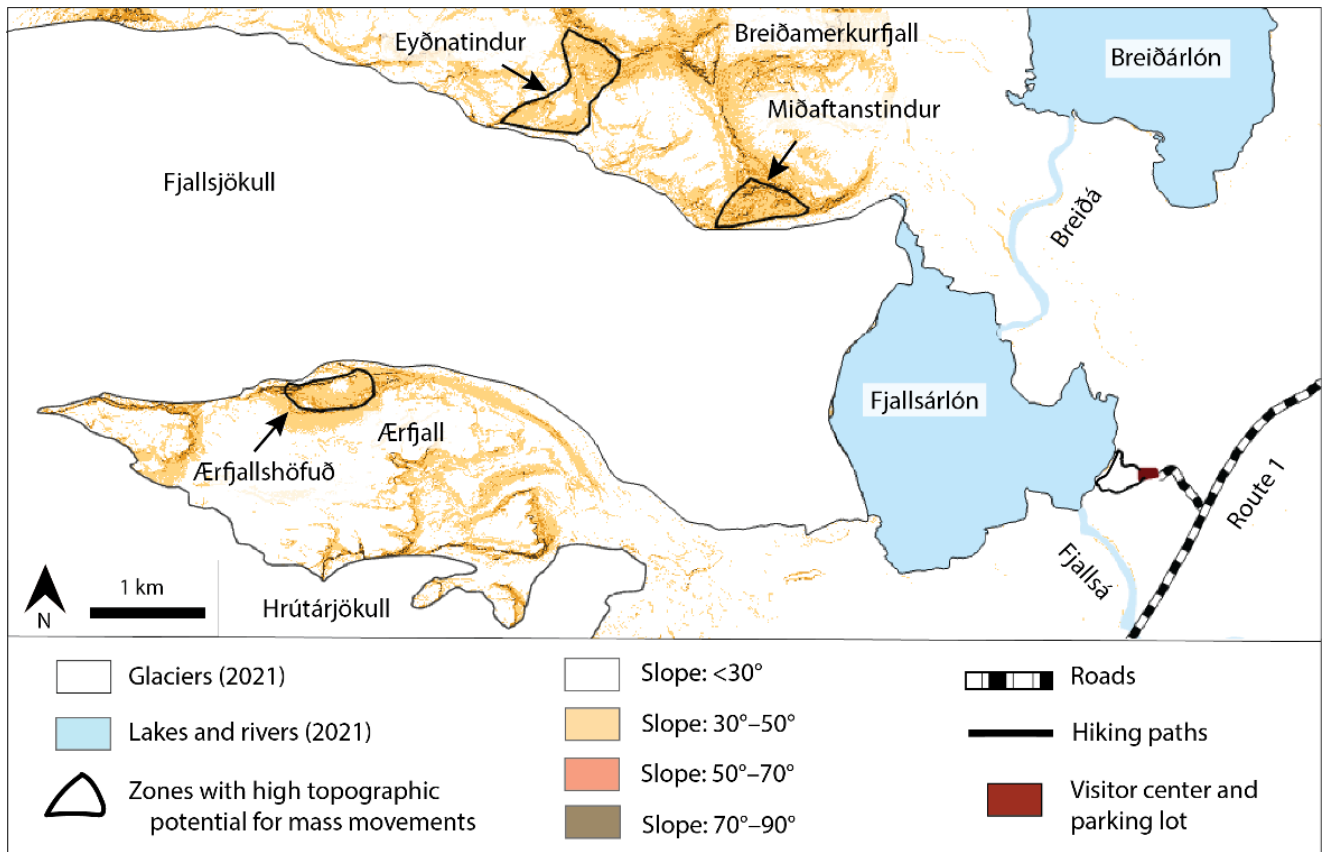 Eyðnatindur
Breiðamerkurfjall
Breiðárlón
Miðaftanstindur
Fjallsjökull
Breiðá
Fjallsárlón
Ærfjall
Ærfjallshöfuð
Route 1
Fjallsá
1 km
N
Hrútárjökull
Glaciers (2021)
Lakes and rivers (2021)
Zones with high topographic
potential for mass movements
Slope: <30°
Slope: 30°–50°
Slope: 50°–70°
Slope: 70°–90°
Roads
Hiking paths
Visitor center and
parking lot